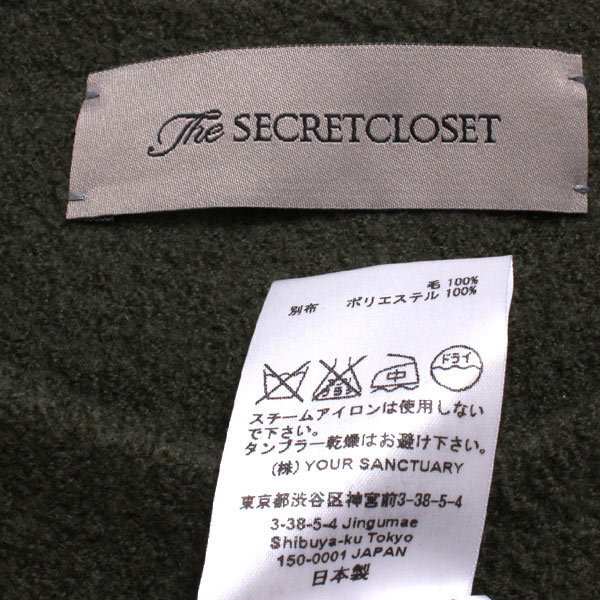 The SECRETCLOSET
毛 100%
別布 ポリエステル 100%
中
ドライ
スチームアイロンは使用しない
で下さい。
タンブラー乾燥はお避け下さい。
(株) YOUR SANCTUARY
東京都渋谷区神宮前3-38-5-4
3-38-5-4 Jingumae
Shibuya-ku Tokyo
150-0001 JAPAN
日本製